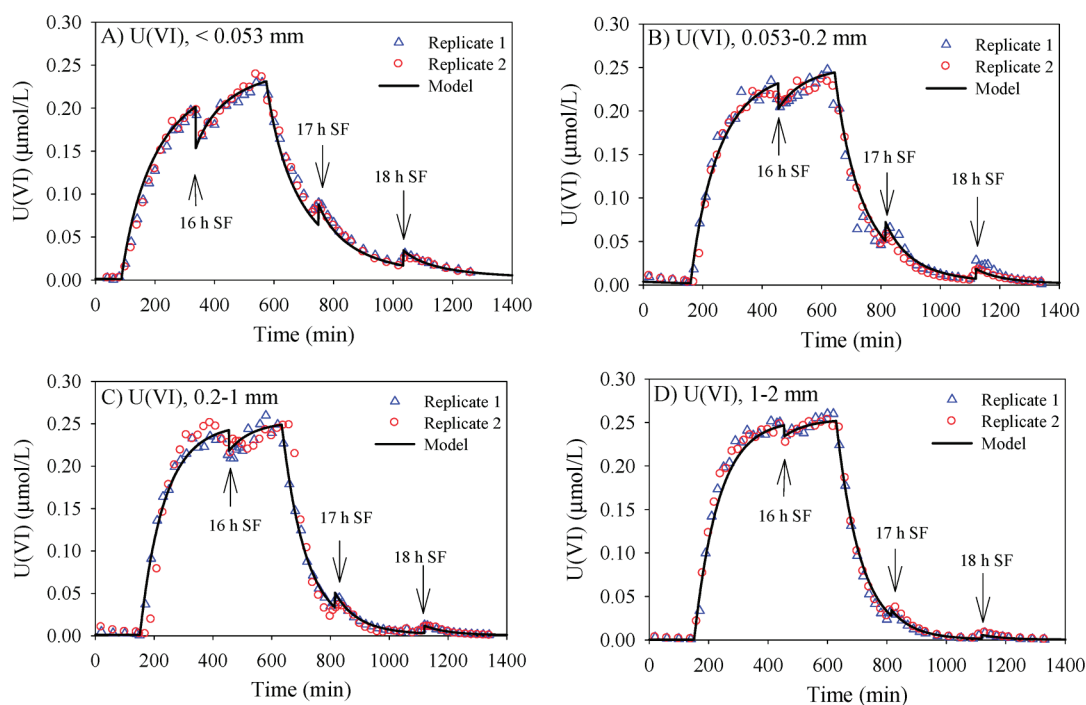 A) U(VI), < 0.053 mm
Replicate 1
Replicate 2
Model
16 h SF
17 h SF
18 h SF
U(VI) (μmol/L)
0.30
0.25
0.20
0.15
0.10
0.05
0.00
0 200 400 600 800 1000 1200 1400
Time (min)
B) U(VI), 0.053-0.2 mm
Replicate 1
Replicate 2
Model
16 h SF
17 h SF
18 h SF
U(VI) (μmol/L)
0.30
0.25
0.20
0.15
0.10
0.05
0.00
0 200 400 600 800 1000 1200 1400
Time (min)
C) U(VI), 0.2-1 mm
Replicate 1
Replicate 2
Model
16 h SF
17 h SF
18 h SF
U(VI) (μmol/L)
0.30
0.25
0.20
0.15
0.10
0.05
0.00
0 200 400 600 800 1000 1200 1400
Time (min)
D) U(VI), 1-2 mm
Replicate 1
Replicate 2
Model
16 h SF
17 h SF
18 h SF
U(VI) (μmol/L)
0.30
0.25
0.20
0.15
0.10
0.05
0.00
0 200 400 600 800 1000 1200 1400
Time (min)